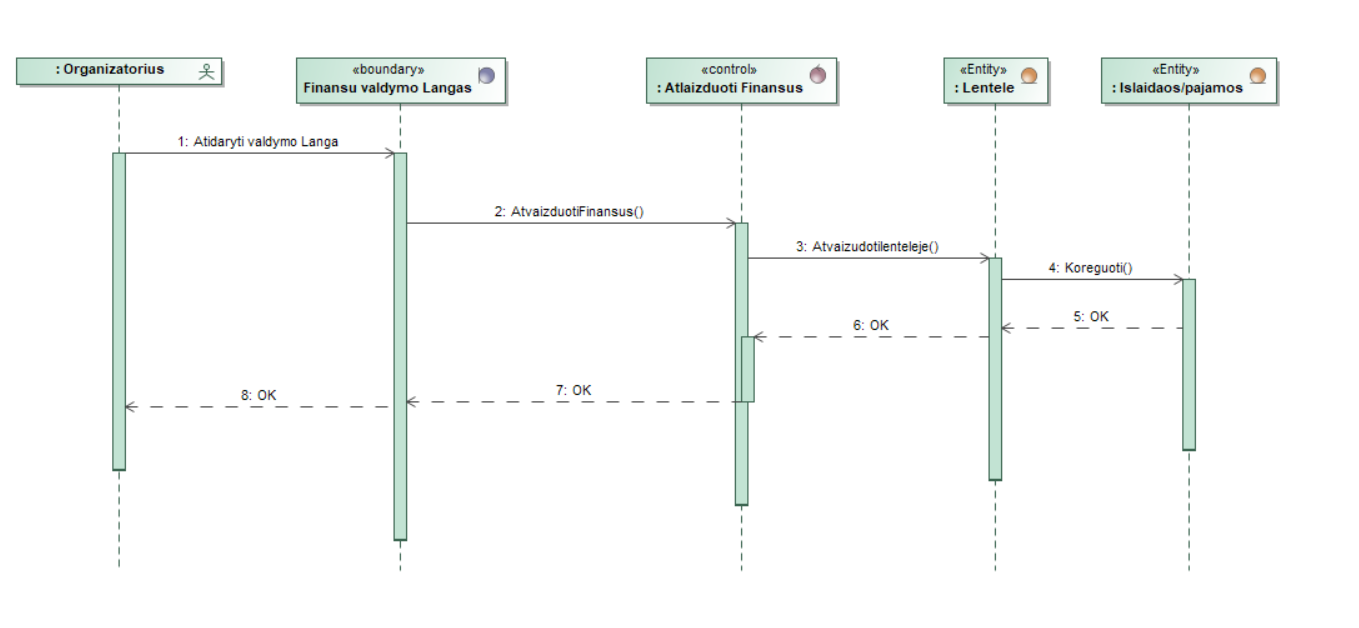 : Organizatorius
«boundary»
Finansu valdymo Langas
«control»
: Atlaizduoti Finansus
«Entity»
: Lentele
«Entity»
: Islaidaos/pajamos
1: Atidaryti valdymo Langa
2: AtvaizduotiFinansus()
3: Atvaizudotilenteleje()
4: Koreguoti()
5: OK
6: OK
7: OK
8: OK